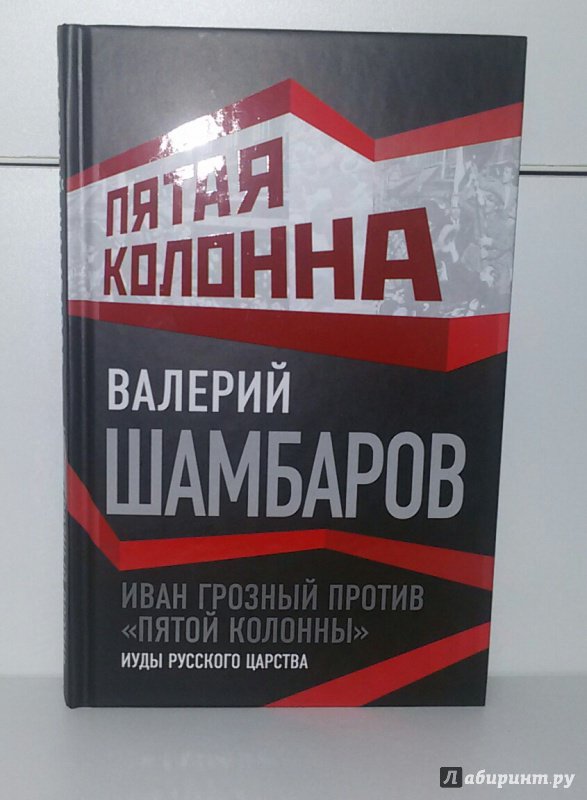 ПЯТАЯ
КОЛОННА
ВАЛЕРИЙ
ШАМБАРОВ
ИВАН ГРОЗНЫЙ ПРОТИВ
«ПЯТОЙ КОЛОННЫ»
ИУДЫ РУССКОГО ЦАРСТВА
Лабиринт.ру